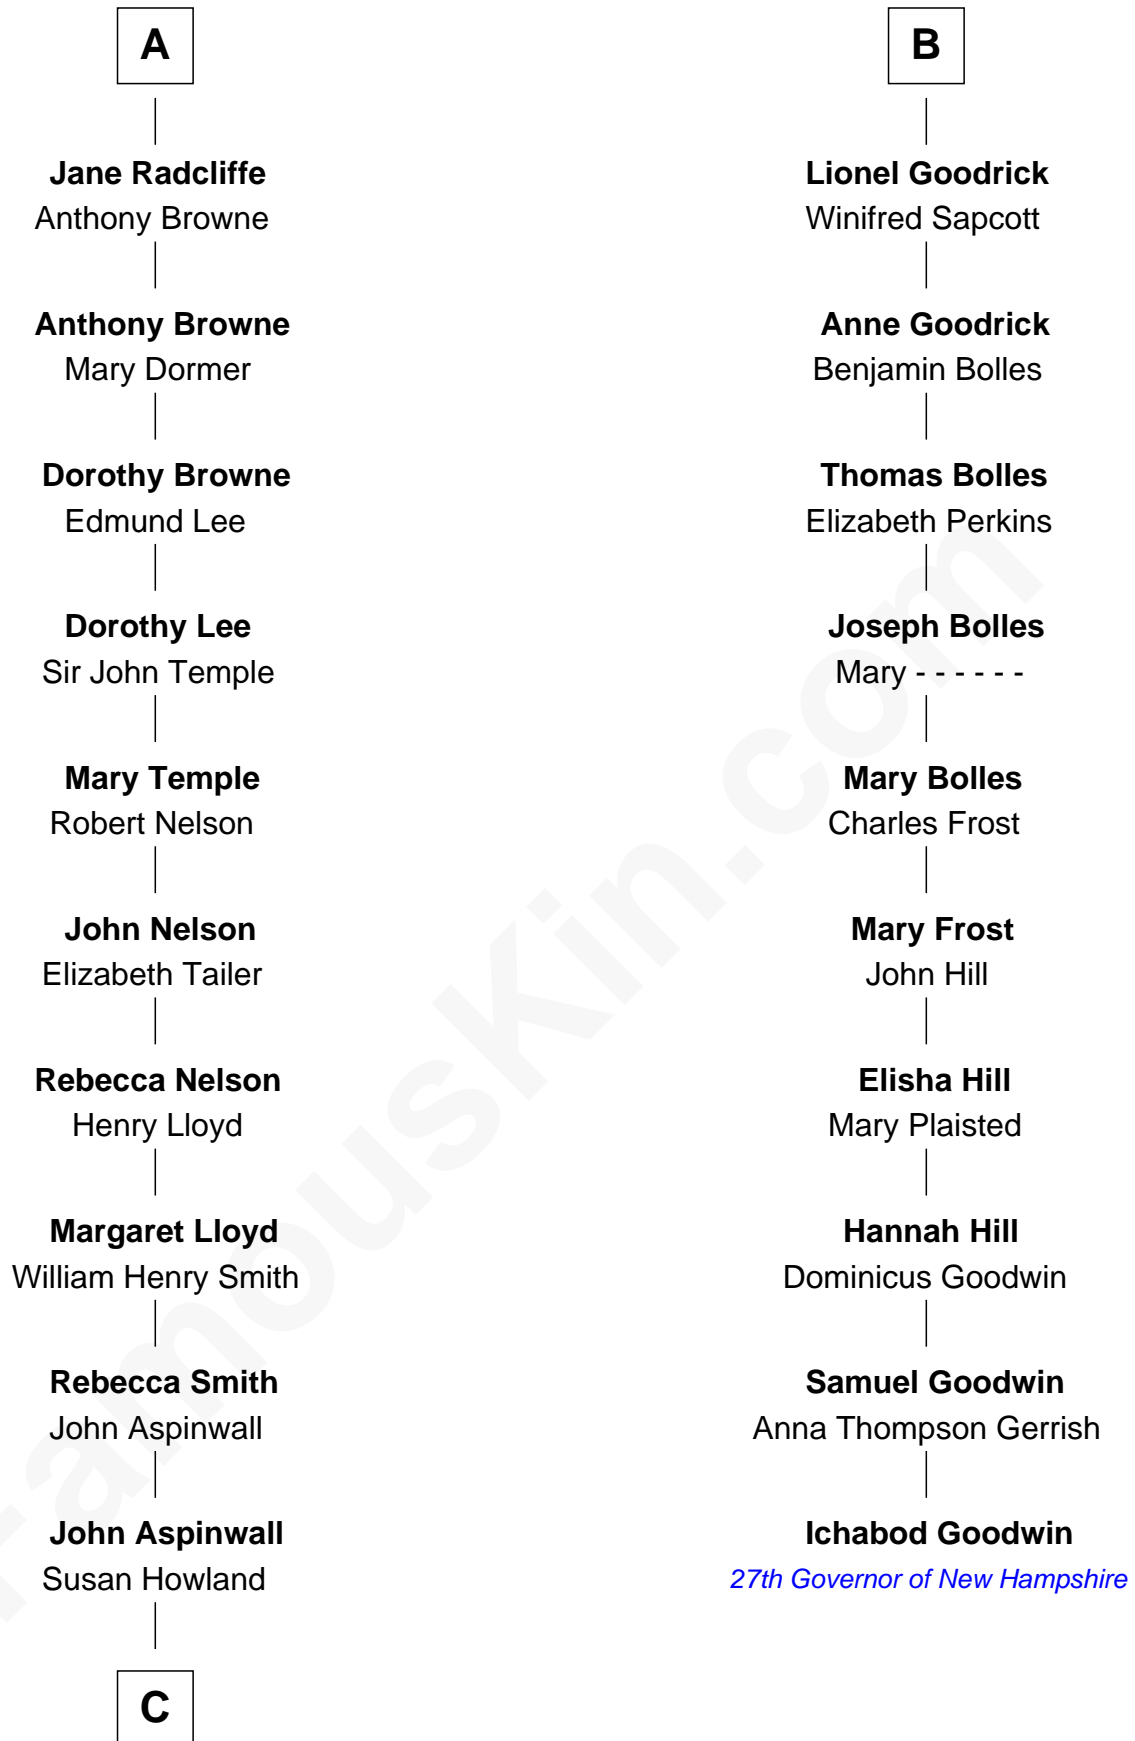 A
Jane Radcliffe
Anthony Browne
Anthony Browne
Mary Dormer
Dorothy Browne
Edmund Lee
Dorothy Lee
Sir John Temple
Mary Temple
Robert Nelson
John Nelson
Elizabeth Tailer
Rebecca Nelson
Henry Lloyd
Margaret Lloyd
William Henry Smith
Rebecca Smith
John Aspinwall
John Aspinwall
Susan Howland
C
B
Lionel Goodrick
Winifred Sapcott
Anne Goodrick
Benjamin Bolles
Thomas Bolles
Elizabeth Perkins
Joseph Bolles
Mary - - - - - -
Mary Bolles
Charles Frost
Mary Frost
John Hill
Elisha Hill
Mary Plaisted
Hannah Hill
Dominicus Goodwin
Samuel Goodwin
Anna Thompson Gerrish
Ichabod Goodwin
27th Governor of New Hampshire
FamousKin.com